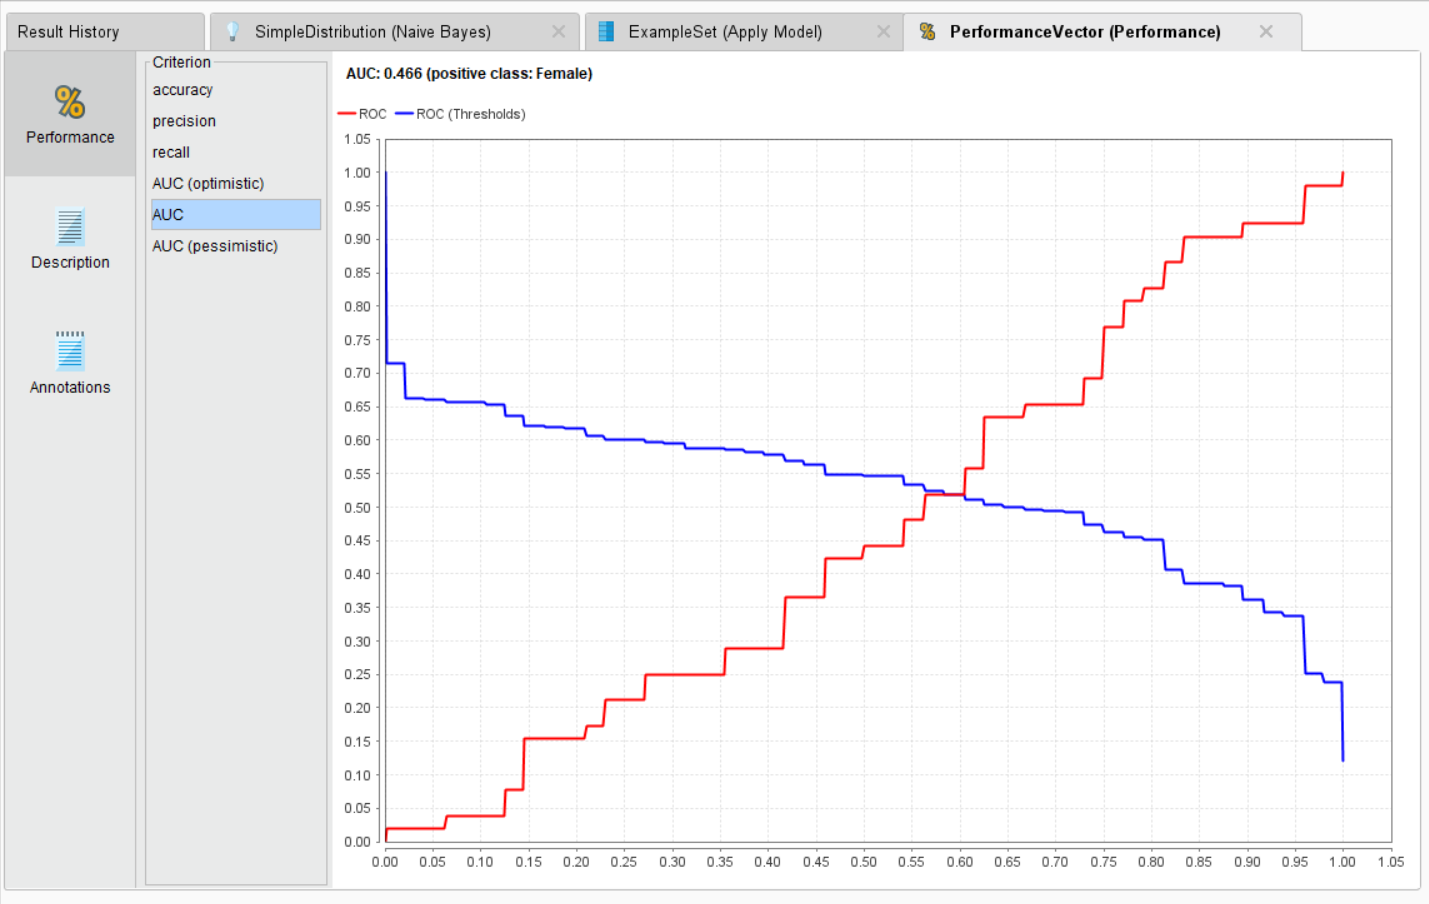 Result History
SimpleDistribution (Naive Bayes)
ExampleSet (Apply Model)
PerformanceVector (Performance)
%
Performance
Description
Annotations
Criterion
accuracy
precision
recall
AUC (optimistic)
AUC
AUC (pessimistic)
AUC: 0.466 (positive class: Female)
ROC ROC (Thresholds)
1.05
1.00
0.95
0.90
0.85
0.80
0.75
0.70
0.65
0.60
0.55
0.50
0.45
0.40
0.35
0.30
0.25
0.20
0.15
0.10
0.05
0.00
0.00 0.05 0.10 0.15 0.20 0.25 0.30 0.35 0.40 0.45 0.50 0.55 0.60 0.65 0.70 0.75 0.80 0.85 0.90 0.95 1.00 1.05